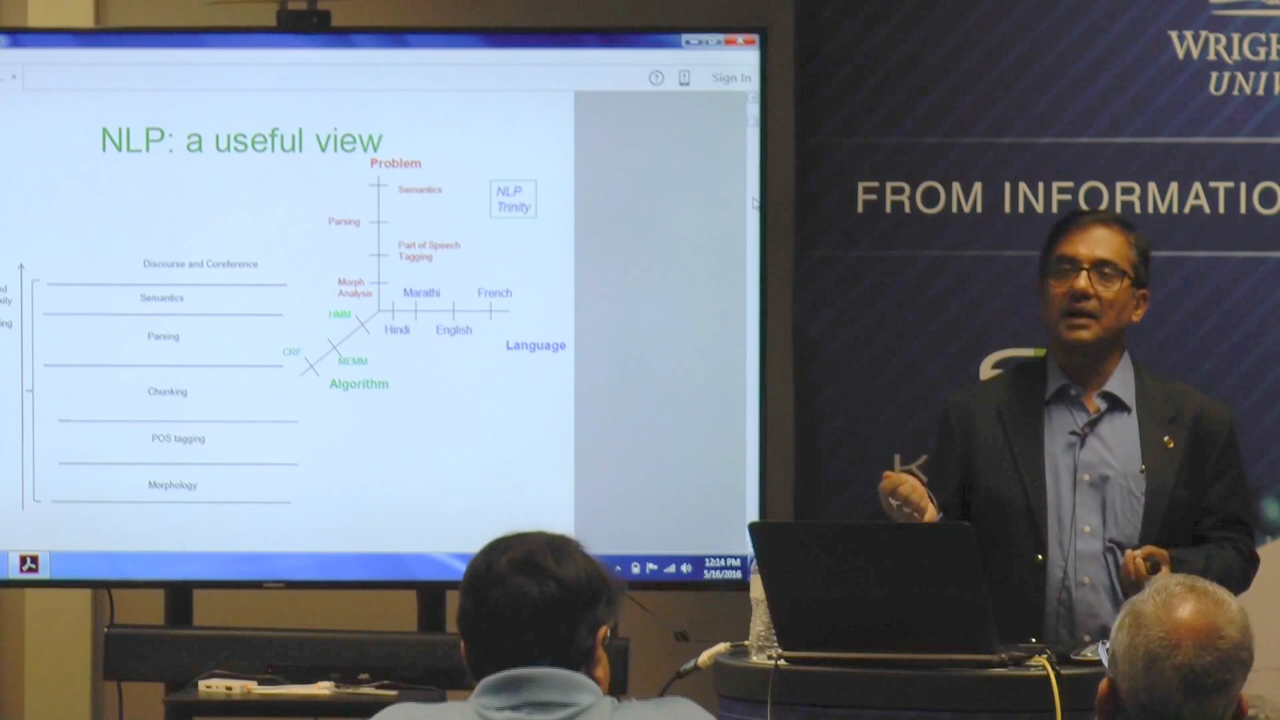 Sign In
NLP: a useful view
Problem
Semantics
NLP
Trinity
Parsing
Part of Speech
Tagging
Morph
Analysis
Marathi
French
HMM
Hindi
English
Language
CRF
MEMM
Algorithm
Discourse and Coreference
Semantics
Parsing
Chunking
POS tagging
Morphology
12:14 PM
5/16/2016
WRIGH
UNIV
FROM INFORMATIO
K